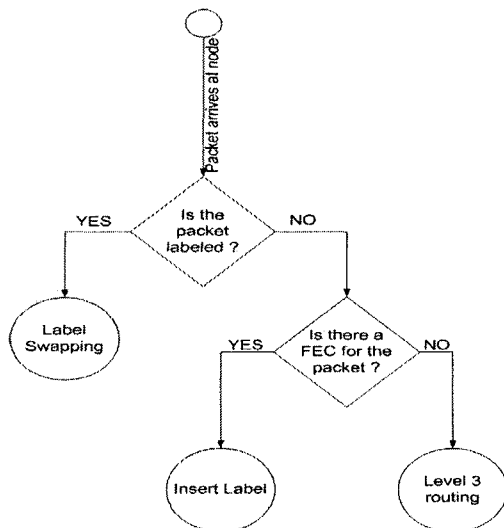 Packet arrives at node
Is the
packet
labeled ?
YES
NO
Label
Swapping
Is there a
FEC for the
packet ?
YES
NO
Insert Label
Level 3
routing